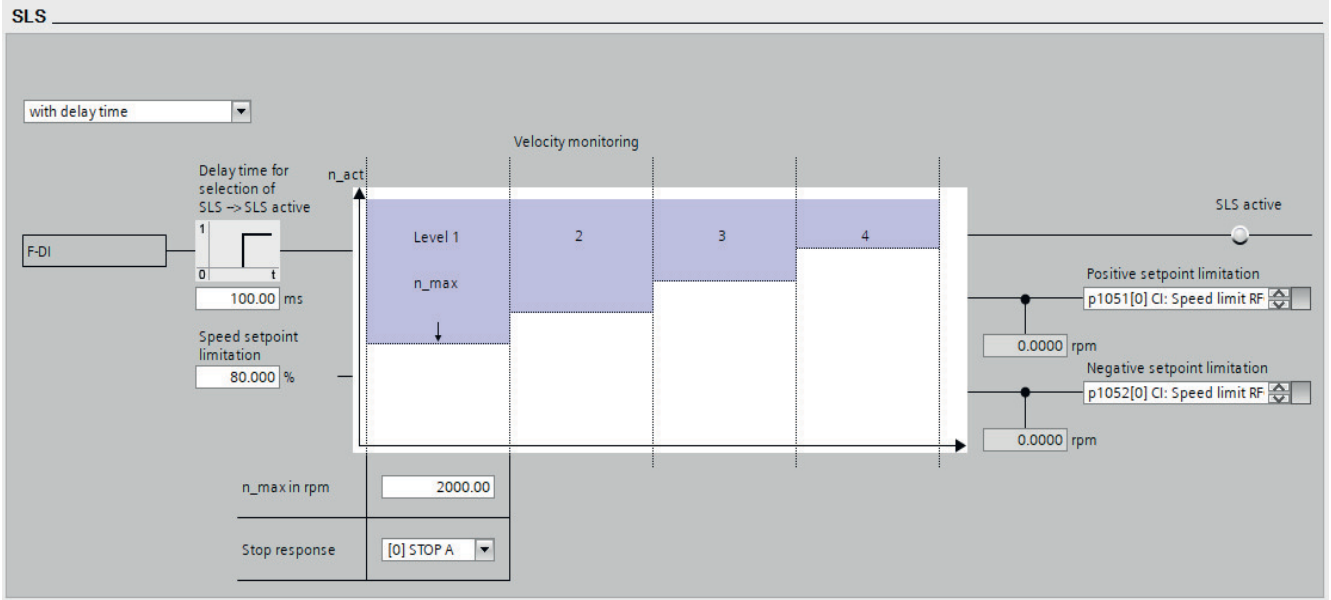 SLS
with delay time
Velocity monitoring
Delay time for
selection of
SLS -->SLS active
n_act
1
0
t
F-DI
100.00 ms
Speed setpoint
limitation
80.000 %
Level 1
n_max
2
3
4
SLS active
Positive setpoint limitation
p1051[0] CI: Speed limit RF
0.0000 rpm
Negative setpoint limitation
p1052[0] CI: Speed limit RF
0.0000 rpm
n_max in rpm
2000.00
Stop response
[0] STOP A